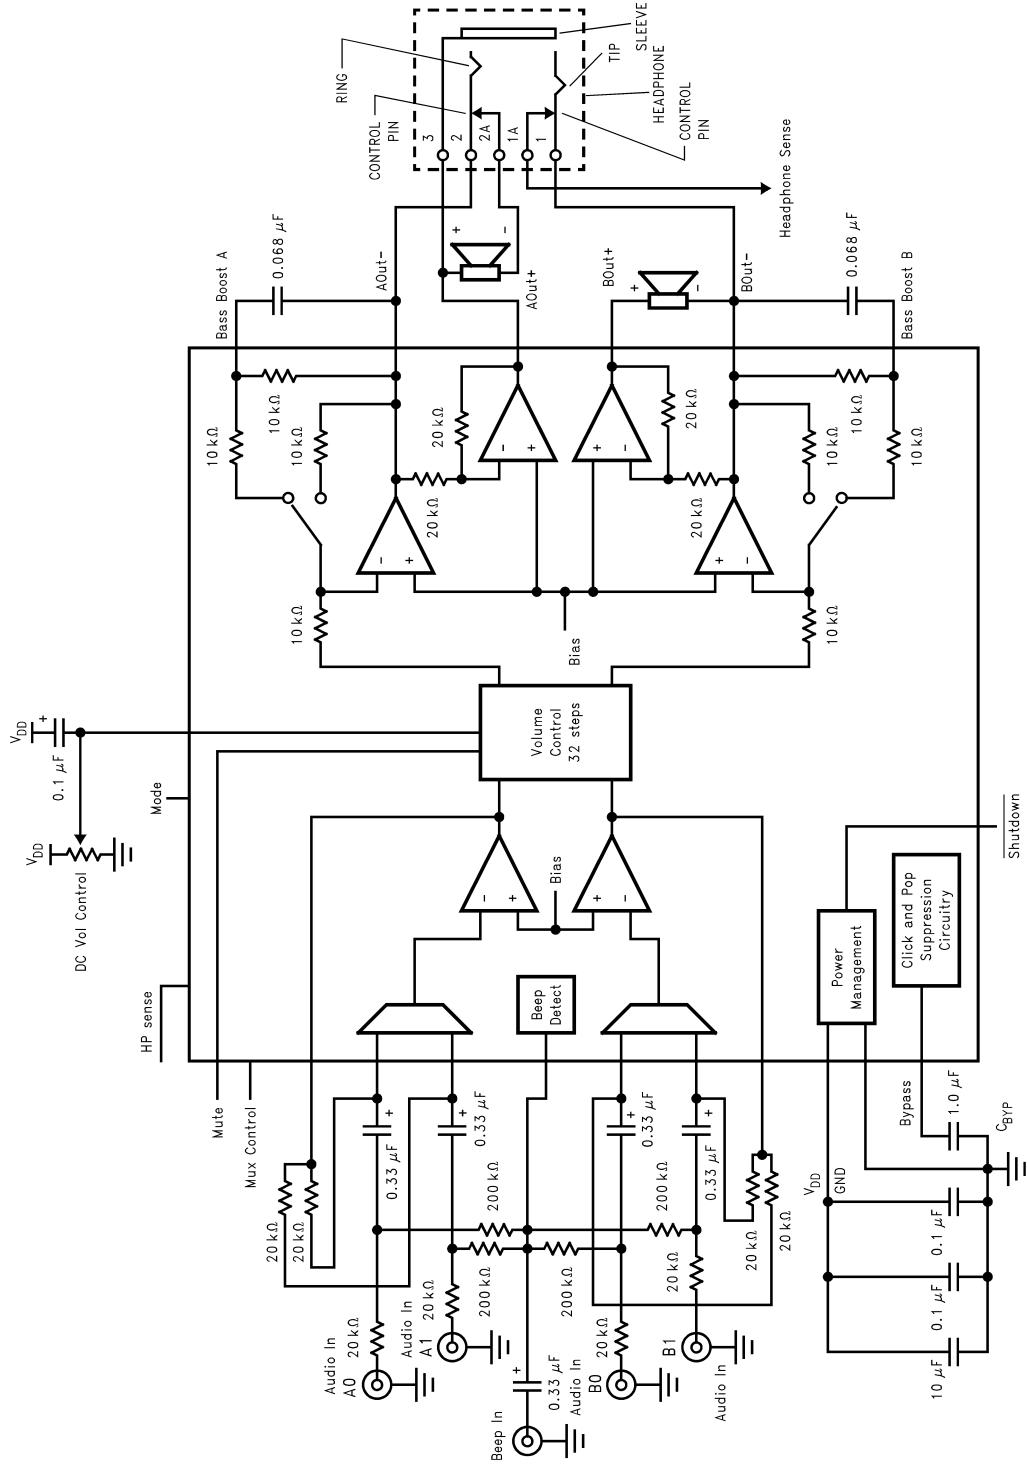 SLEEVE
TIP
HEADPHONE
RING
CONTROL
PIN
CONTROL
PIN
3
2
2A
1A
1
Headphone Sense
Bass Boost A
0.068 µF
AOut-
+
-
AOut+
BOut+
+
-
BOut-
0.068 µF
Bass Boost B
10 kΩ
10 kΩ
10 kΩ
20 kΩ
20 kΩ
20 kΩ
20 kΩ
10 kΩ
10 kΩ
10 kΩ
-
+
+
-
-
+
+
-
10 kΩ
Bias
10 kΩ
Volume
Control
32 steps
VDD
+
0.1 µF
VDD
DC Vol Control
Mode
HP sense
Mute
Mux Control
-
+
Bias
+
-
Beep
Detect
Power
Management
Click and Pop
Suppression
Circuitry
Shutdown
Bypass
1.0 µF
CBYP
VDD
GND
0.1 µF
0.1 µF
10 µF
+
0.33 µF
+
0.33 µF
+
0.33 µF
+
0.33 µF
20 kΩ
20 kΩ
200 kΩ
200 kΩ
200 kΩ
200 kΩ
20 kΩ
20 kΩ
Audio In
A0
20 kΩ
Audio In
A1
20 kΩ
Beep In
+
0.33 µF
Audio In
B0
20 kΩ
B1
Audio In
20 kΩ